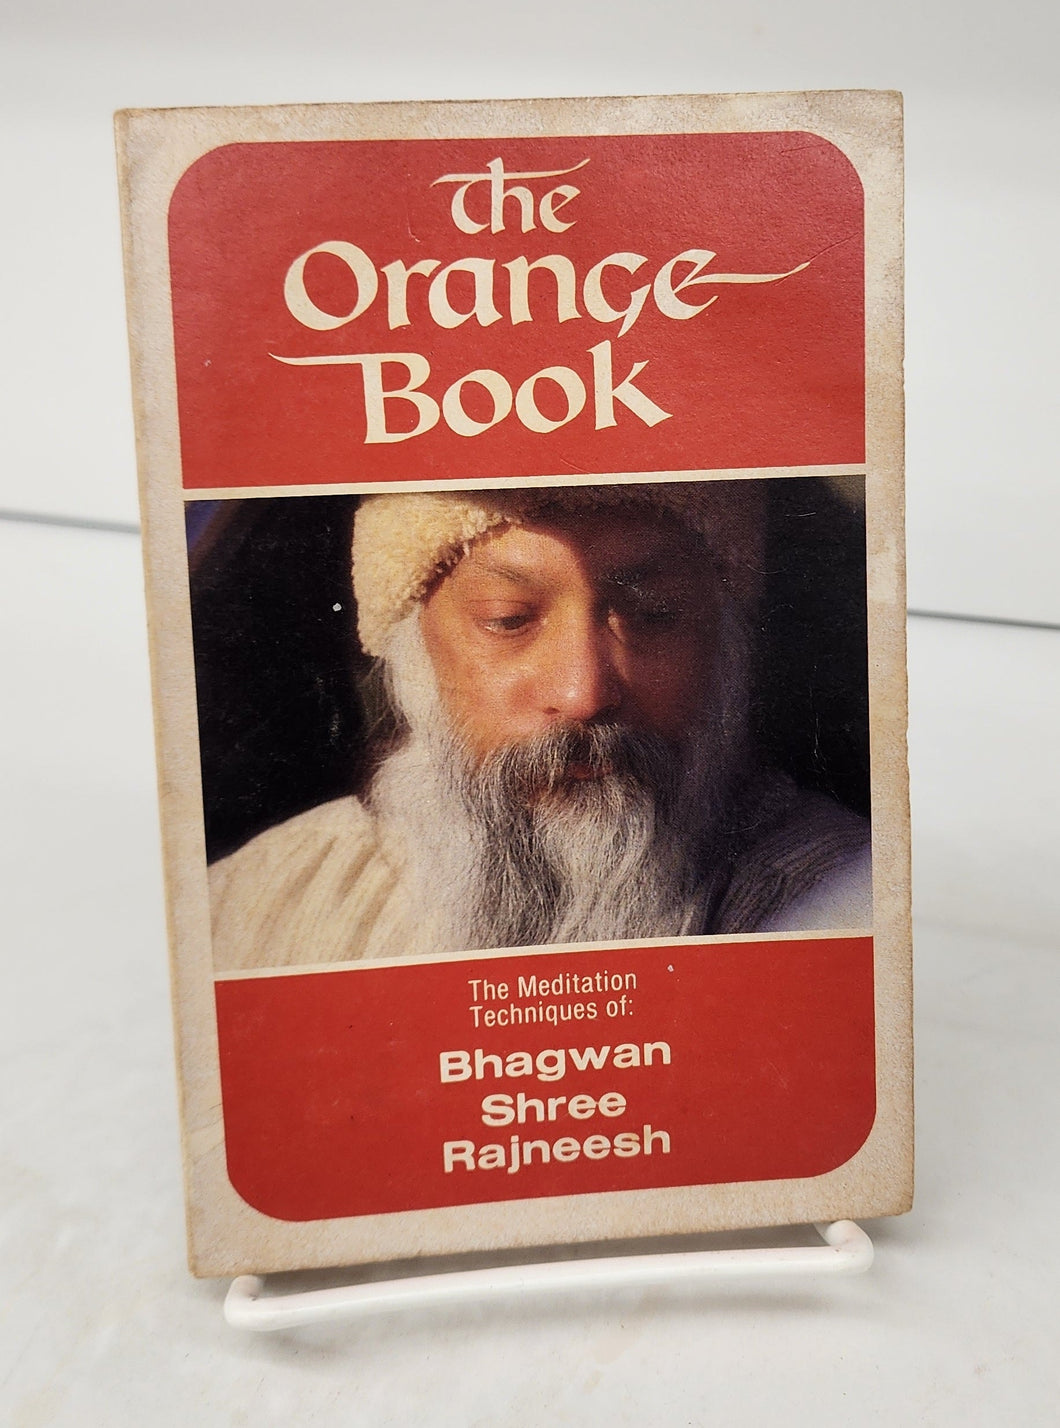 The
Orange
Book
The Meditation
Techniques of:
Bhagwan
Shree
Rajneesh